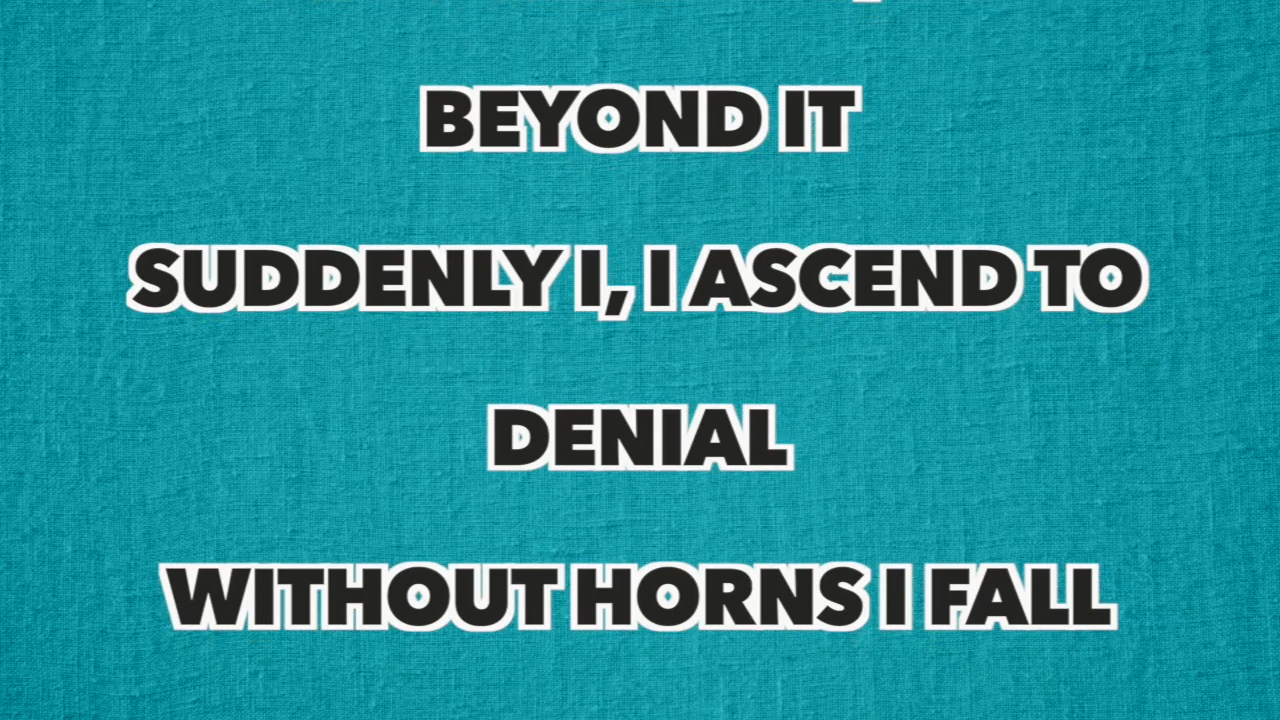 BEYOND IT
SUDDENLY I, I ASCEND TO
DENIAL
WITHOUT HORNS I FALL